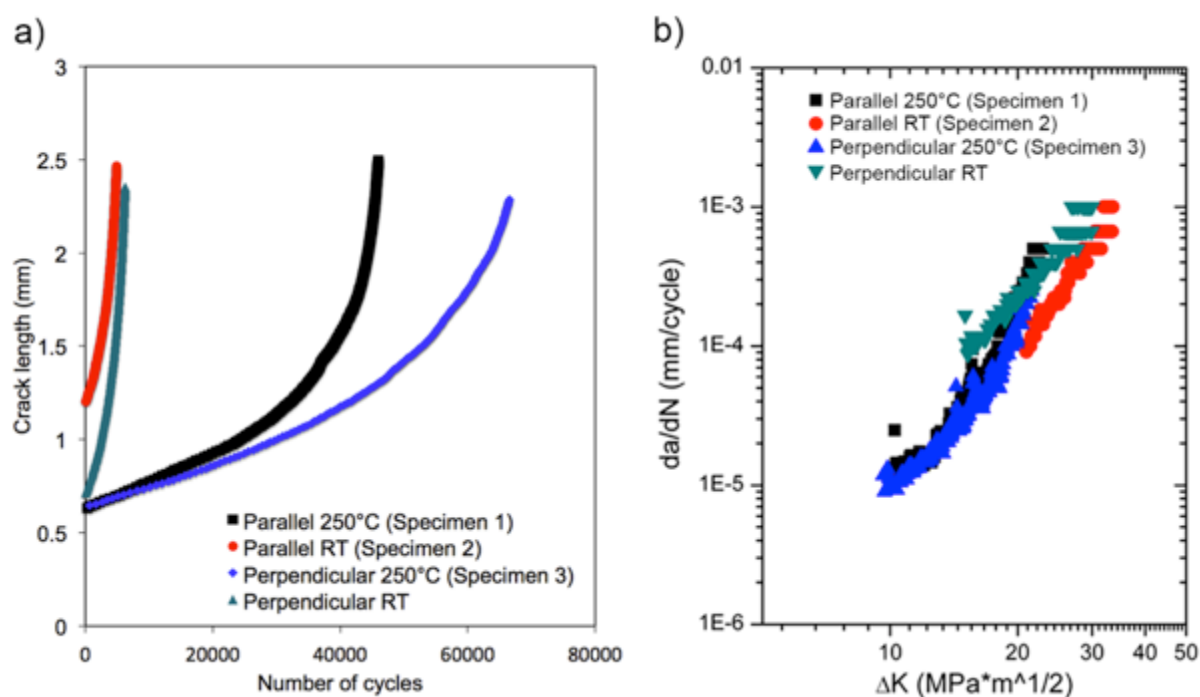 a)
3
2.5
2
1.5
1
0.5
0
0
20000
40000
60000
80000
Crack length (mm)
Number of cycles
Parallel 250°C (Specimen 1)
Parallel RT (Specimen 2)
Perpendicular 250°C (Specimen 3)
Perpendicular RT
b)
0.01
1E-3
1E-4
1E-5
1E-6
10
20
30
40
50
da/dN (mm/cycle)
ΔK (MPa*m^1/2)
Parallel 250°C (Specimen 1)
Parallel RT (Specimen 2)
Perpendicular 250°C (Specimen 3)
Perpendicular RT